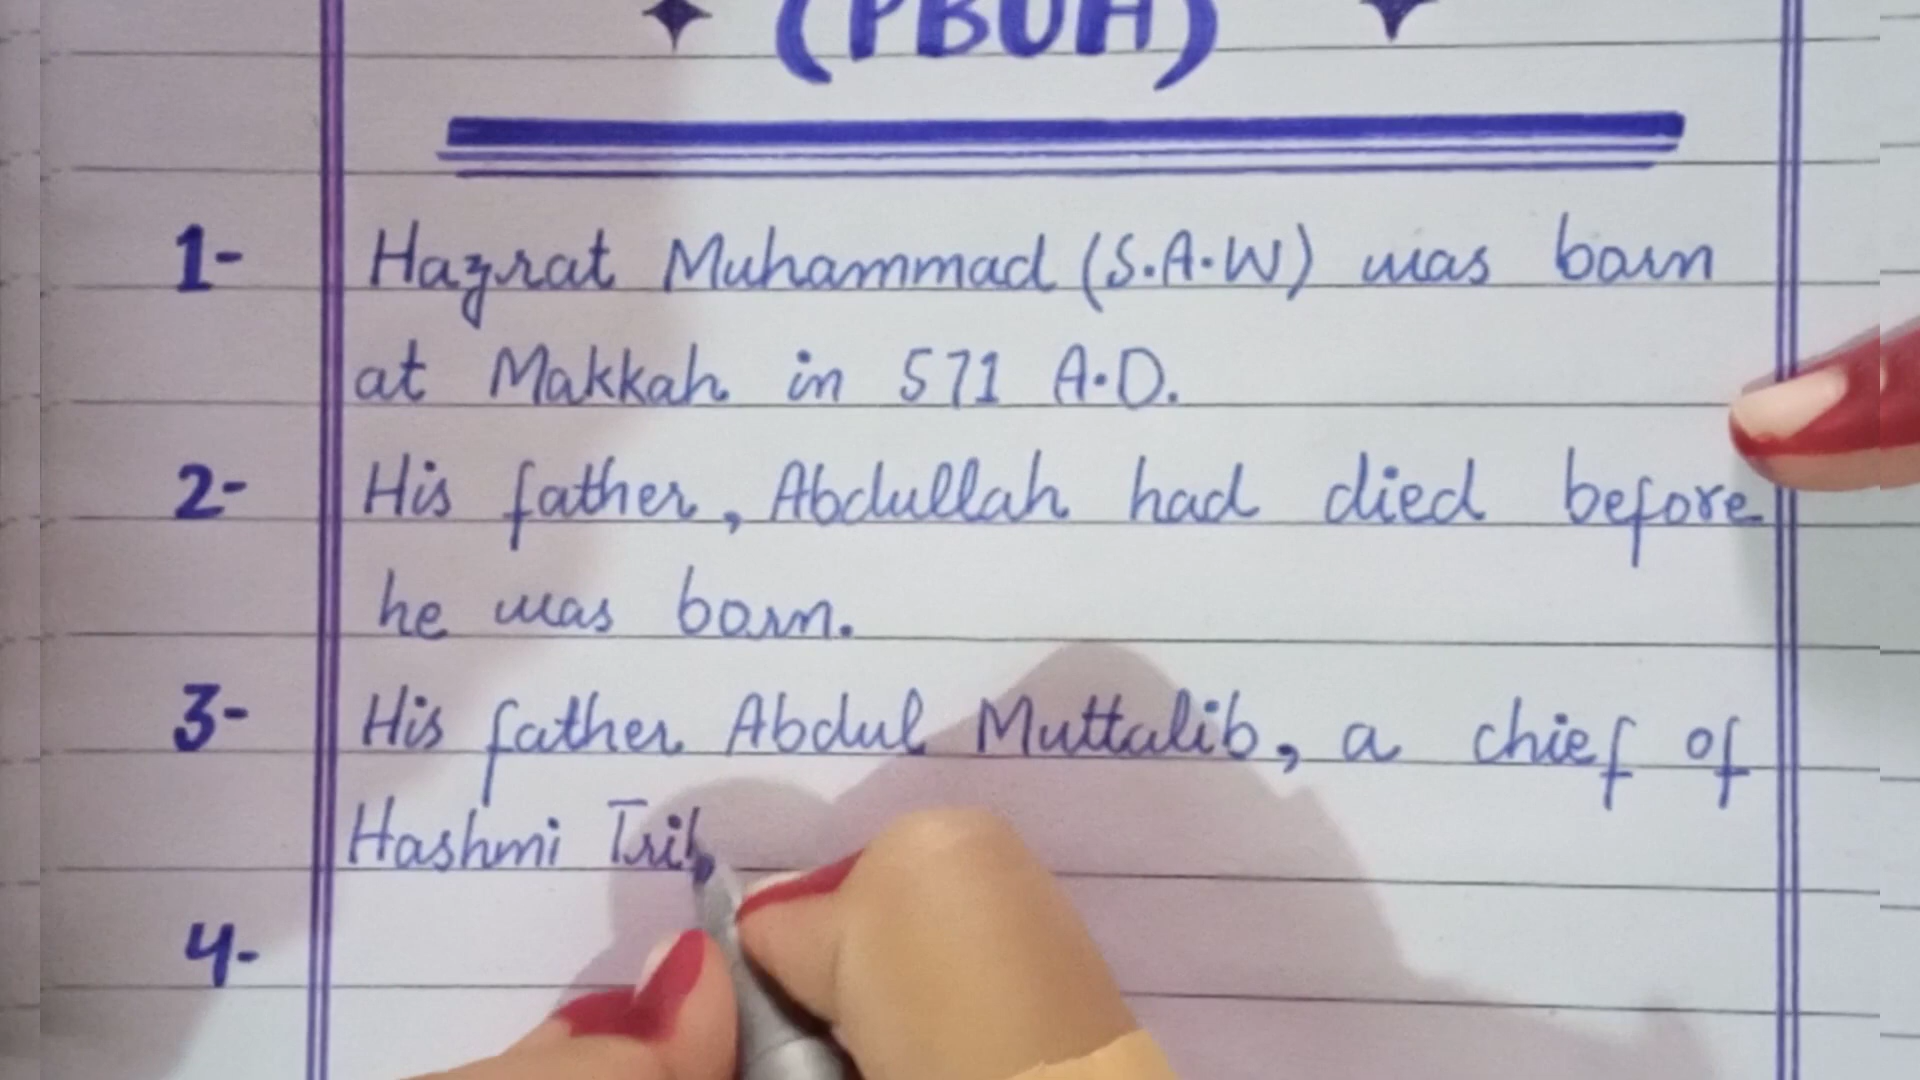 (PBUH)
1- Hazrat Muhammad (S.A.W) was born
at Makkah in 571 A.D.
2- His father, Abdullah had died before
he was born.
3- His father Abdul Muttalib, a chief of
Hashmi Trib
4-